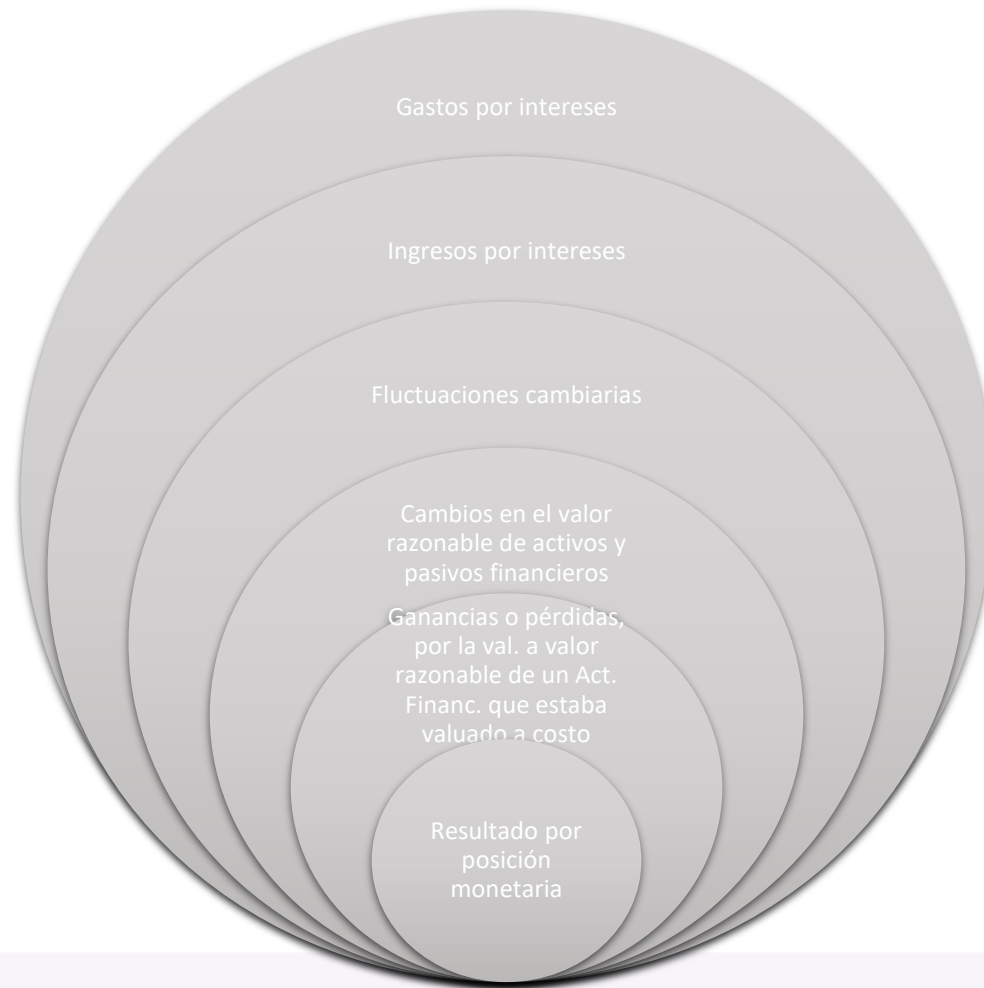 Gastos por intereses
Ingresos por intereses
Fluctuaciones cambiarias
Cambios en el valor
razonable de activos y
pasivos financieros
Ganancias o pérdidas,
por la val. a valor
razonable de un Act.
Financ. que estaba
valuado a costo
Resultado por
posición
monetaria